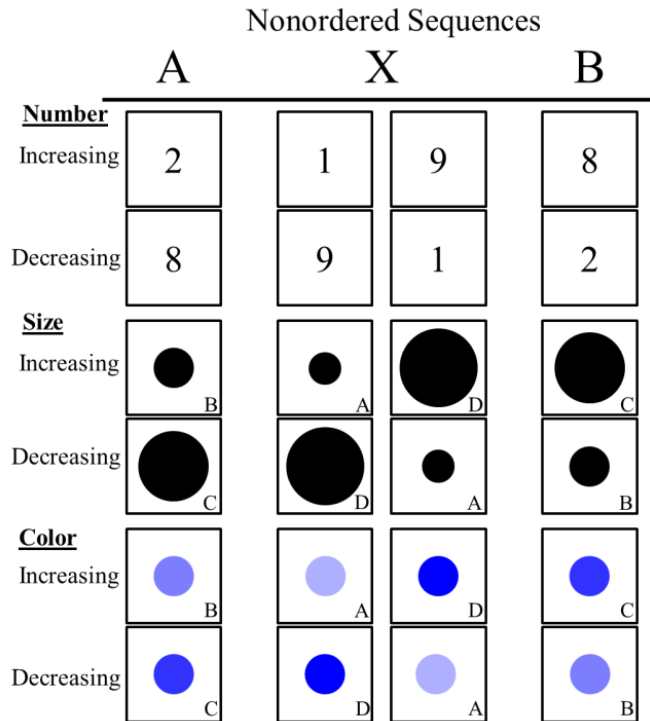 Nonordered Sequences
A X B
Number
Increasing 2 1 9 8
Decreasing 8 9 1 2
Size
Increasing B A D C
Decreasing C D A B
Color
Increasing B A D C
Decreasing C D A B